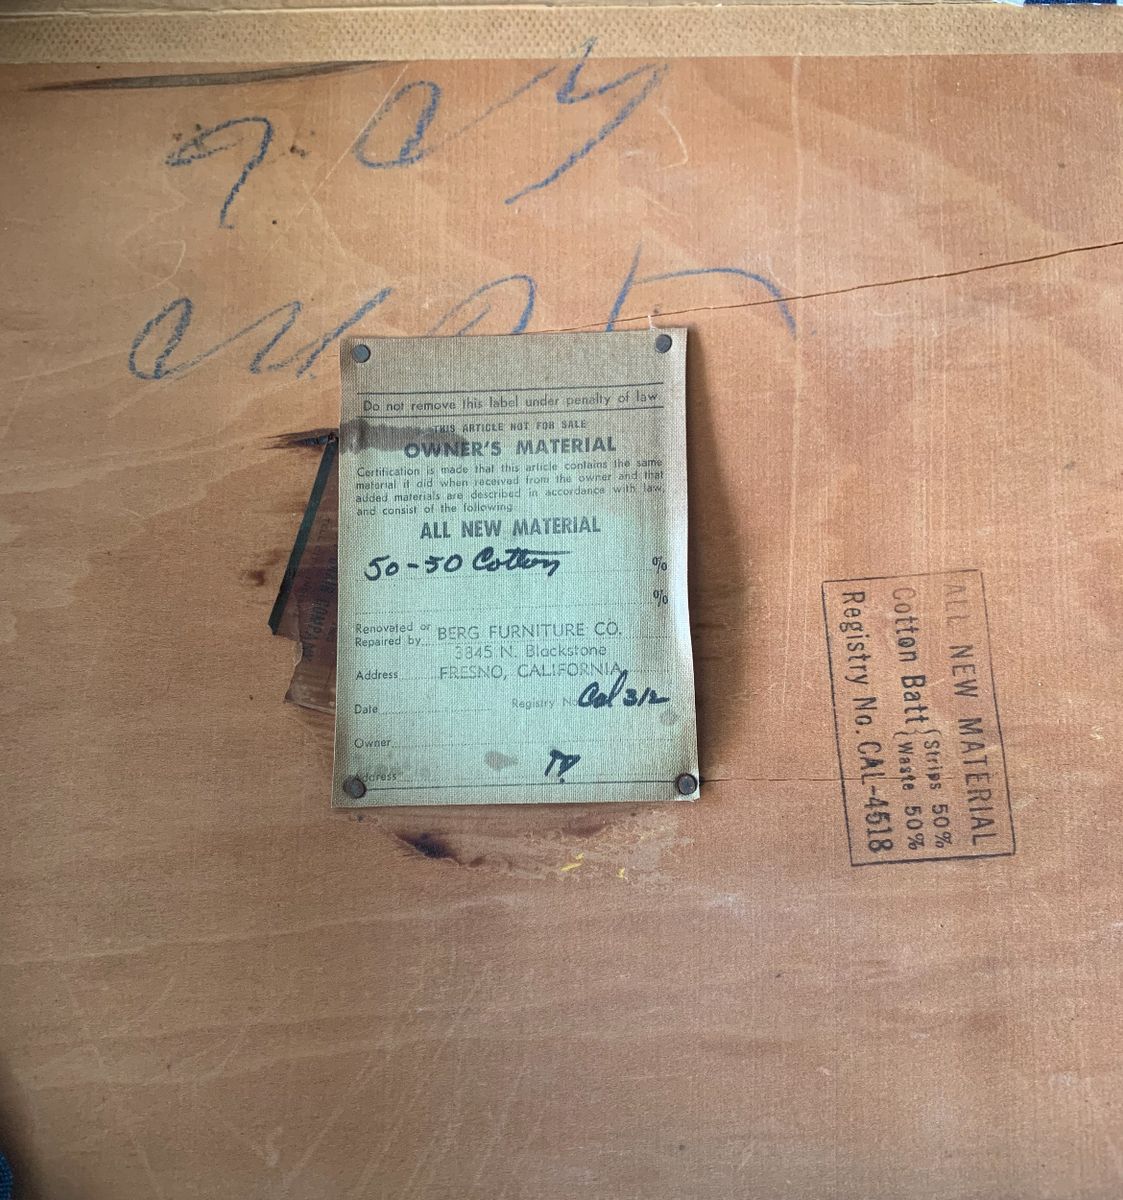 Do not remove this label under penalty of law
THIS ARTICLE NOT FOR SALE
OWNER'S MATERIAL
Certification is made that this article contains the same
material it did when received from the owner and that
added materials are described in accordance with law,
and consist of the following
ALL NEW MATERIAL
50-50 Cotton %
%
Renovated or
Repaired by BERG FURNITURE CO.
3845 N. Blackstone
Address FRESNO, CALIFORNIA
Date Registry No Cal 312
Owner
Address
COMPANY
ALL NEW MATERIAL
Cotton Batt { Strips 50%
{ Waste 50%
Registry No. CAL-4518